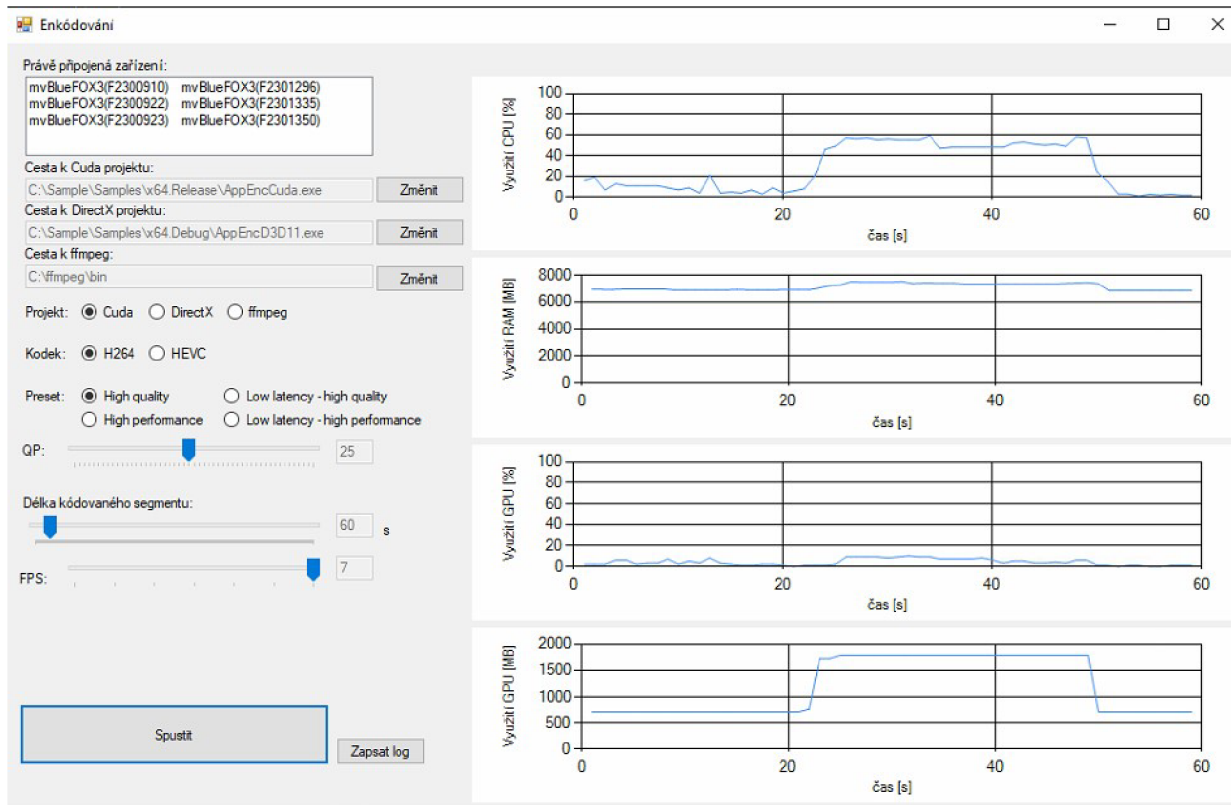 Enkódování
Právě připojená zařízení:
mvBlueFOX3(F2300910) mvBlueFOX3(F2301296)
mvBlueFOX3(F2300922) mvBlueFOX3(F2301335)
mvBlueFOX3(F2300923) mvBlueFOX3(F2301350)
Cesta k Cuda projektu:
C:\Sample\Samples\x64.Release\AppEncCuda.exe Změnit
Cesta k DirectX projektu:
C:\Sample\Samples\x64.Debug\AppEncD3D11.exe Změnit
Cesta k ffmpeg:
C:\ffmpeg\bin Změnit
Projekt: Cuda DirectX ffmpeg
Kodek: H264 HEVC
Preset: High quality Low latency - high quality
High performance Low latency - high performance
QP: 25
Délka kódovaného segmentu:
60 s
FPS: 7
Spustit
Zapsat log
Využití CPU [%]
100
80
60
40
20
0
0 20 40 60
čas [s]
Využití RAM [MB]
8000
6000
4000
2000
0
0 20 40 60
čas [s]
Využití GPU [%]
100
80
60
40
20
0
0 20 40 60
čas [s]
Využití GPU [MB]
2000
1500
1000
500
0
0 20 40 60
čas [s]